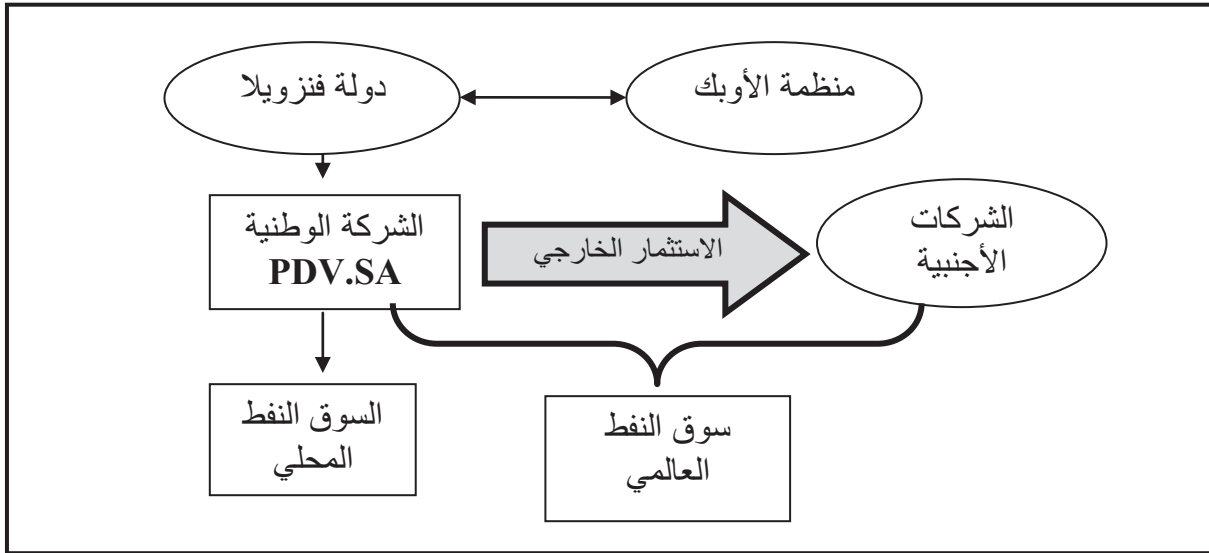 منظمة الأوبك
دولة فنزويلا
الشركات
الأجنبية
الاستثمار الخارجي
الشركة الوطنية
PDV.SA
سوق النفط
العالمي
السوق النفط
المحلي